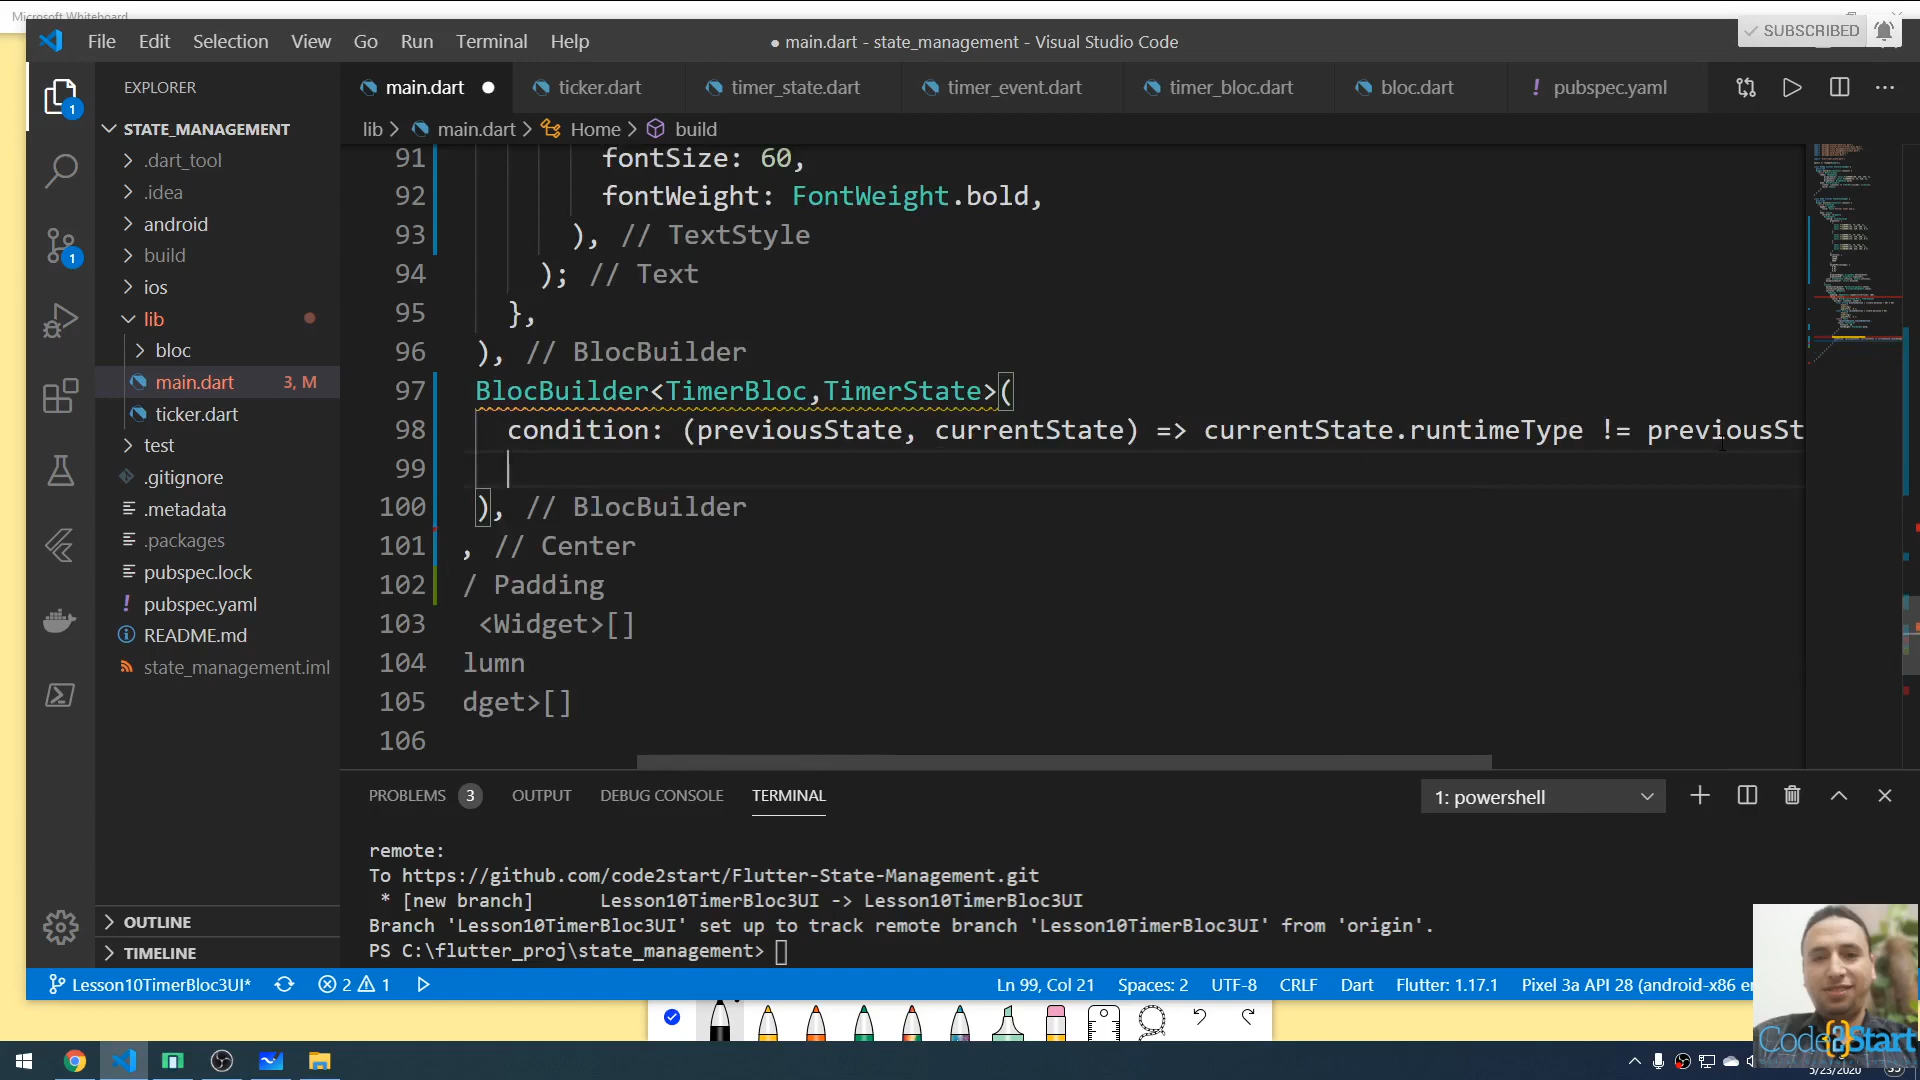 Microsoft Whiteboard
File Edit Selection View Go Run Terminal Help
● main.dart - state_management - Visual Studio Code
SUBSCRIBED
EXPLORER
main.dart
ticker.dart
timer_state.dart
timer_event.dart
timer_bloc.dart
bloc.dart
! pubspec.yaml
lib > main.dart > Home > build
STATE_MANAGEMENT
.dart_tool
.idea
android
build
ios
lib
bloc
main.dart 3, M
ticker.dart
test
.gitignore
.metadata
.packages
pubspec.lock
! pubspec.yaml
README.md
state_management.iml
OUTLINE
TIMELINE
1
1
91 fontSize: 60,
92 fontWeight: FontWeight.bold,
93 ), // TextStyle
94 ); // Text
95 },
96 ), // BlocBuilder
97 BlocBuilder<TimerBloc,TimerState>(
98 condition: (previousState, currentState) => currentState.runtimeType != previousSt
99
100 ), // BlocBuilder
101 , // Center
102 / Padding
103 <Widget>[]
104 lumn
105 dget>[]
106
PROBLEMS 3 OUTPUT DEBUG CONSOLE TERMINAL
1: powershell
remote:
To https://github.com/code2start/Flutter-State-Management.git
* [new branch] Lesson10TimerBloc3UI -> Lesson10TimerBloc3UI
Branch 'Lesson10TimerBloc3UI' set up to track remote branch 'Lesson10TimerBloc3UI' from 'origin'.
PS C:\flutter_proj\state_management>
Lesson10TimerBloc3UI* 2 1
Ln 99, Col 21 Spaces: 2 UTF-8 CRLF Dart Flutter: 1.17.1 Pixel 3a API 28 (android-x86 e
Code2Start
5/23/2020